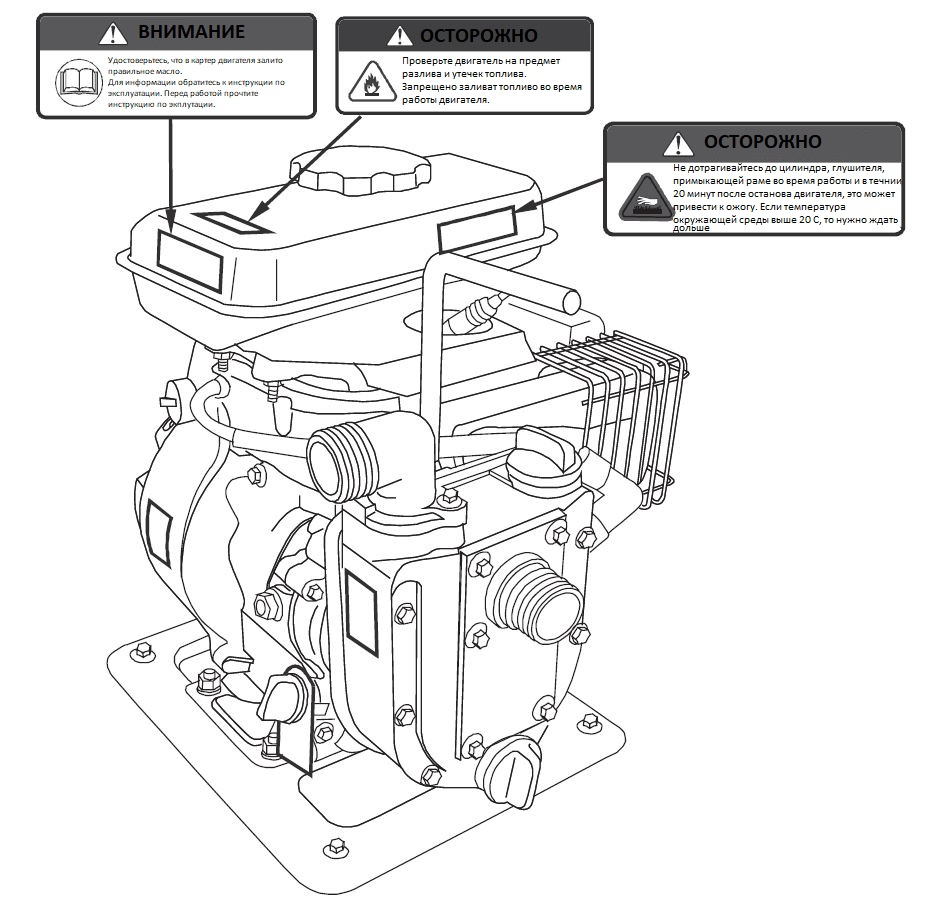 ВНИМАНИЕ
Удостоверьтесь, что в картер двигателя залито
правильное масло.
Для информации обратитесь к инструкции по
эксплуатации. Перед работой прочтите
инструкцию по экплутации.
ОСТОРОЖНО
Проверьте двигатель на предмет
разлива и утечек топлива.
Запрещено заливат топливо во время
работы двигателя.
ОСТОРОЖНО
Не дотрагивайтесь до цилиндра, глушителя,
примыкающей раме во время работы и в течнии
20 минут после останова двигателя, это может
привести к ожогу. Если температура
окружающей среды выше 20 С, то нужно ждать
дольше